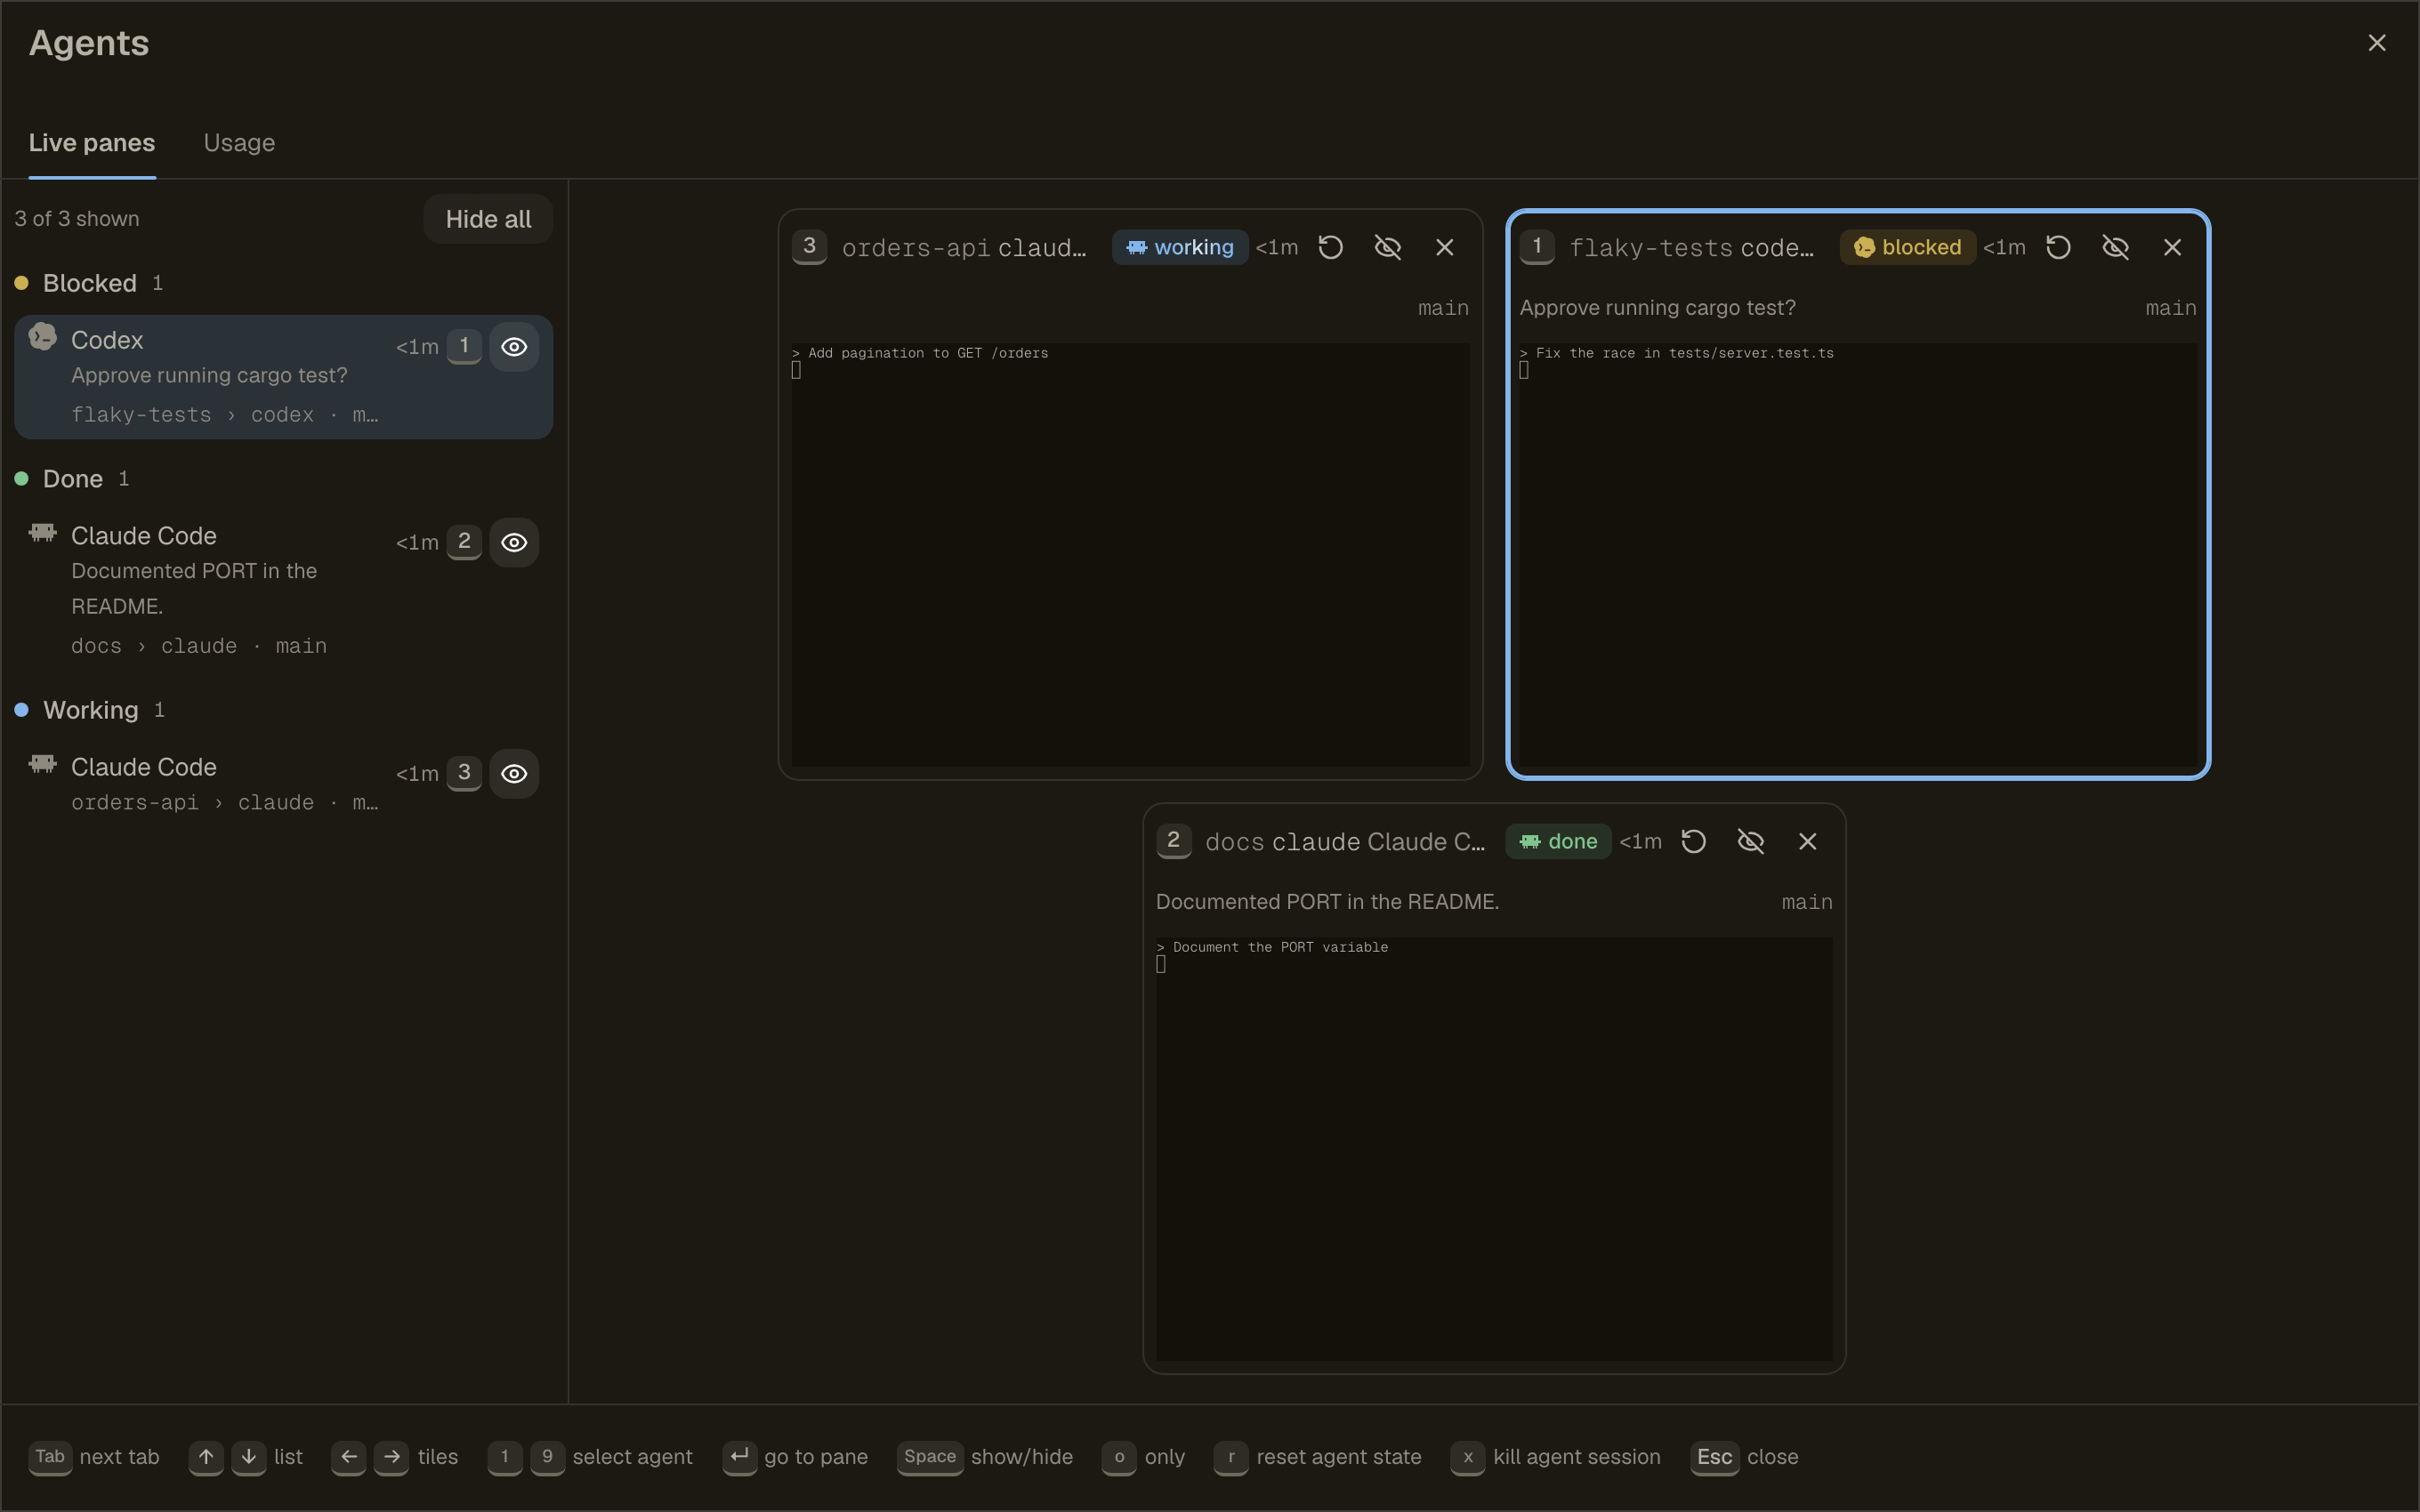 Agents
Live panes Usage
3 of 3 shown Hide all
Blocked 1
Codex <1m 1
Approve running cargo test?
flaky-tests › codex · m…
Done 1
Claude Code <1m 2
Documented PORT in the
README.
docs › claude · main
Working 1
Claude Code <1m 3
orders-api › claude · m…
3 orders-api claud… working <1m
main
> Add pagination to GET /orders
1 flaky-tests code… blocked <1m
Approve running cargo test? main
> Fix the race in tests/server.test.ts
2 docs claude Claude C… done <1m
Documented PORT in the README. main
> Document the PORT variable
Tab next tab ↑ ↓ list ← → tiles 1 9 select agent ↵ go to pane Space show/hide o only r reset agent state x kill agent session Esc close